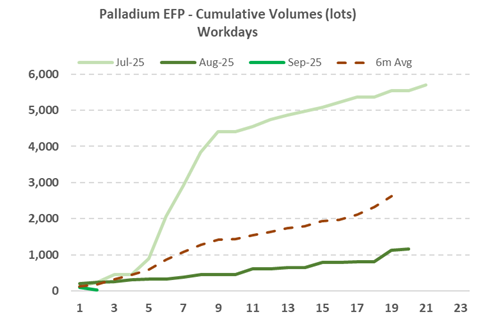 Palladium EFP - Cumulative Volumes (lots)
Workdays
Jul-25 Aug-25 Sep-25 6m Avg
6,000
5,000
4,000
3,000
2,000
1,000
0
1 3 5 7 9 11 13 15 17 19 21 23